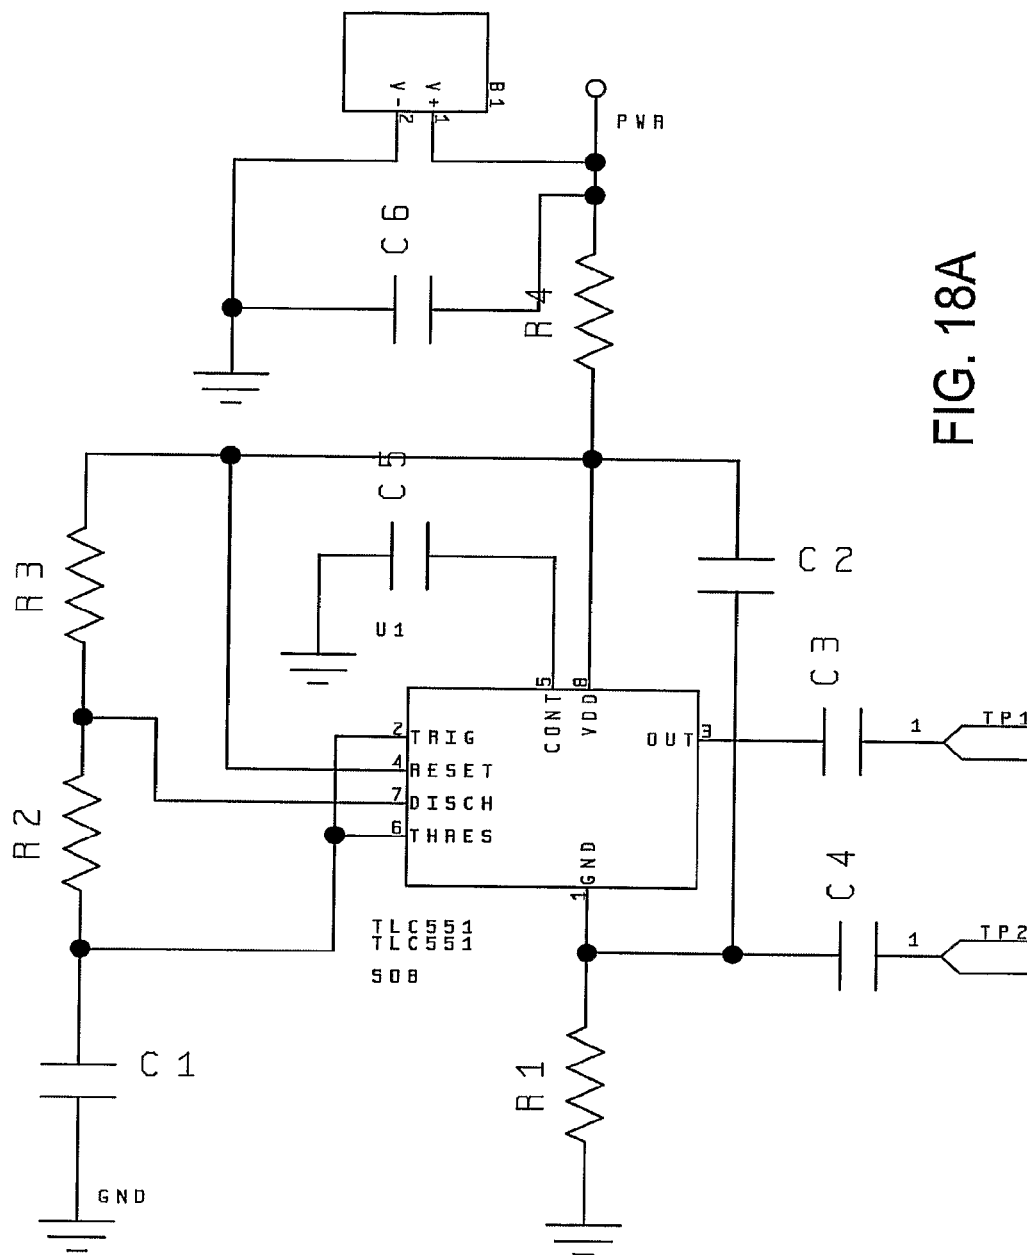 B1
V-
V+
2
1
PWR
C6
R4
FIG. 18A
C5
R3
C2
U1
C3
5
8
CONT
VDD
2
TRIG
4
RESET
7
DISCH
6
THRES
OUT
3
1
TP1
R2
GND
1
C4
TLC551
TLC551
SO8
1
TP2
C1
R1
GND